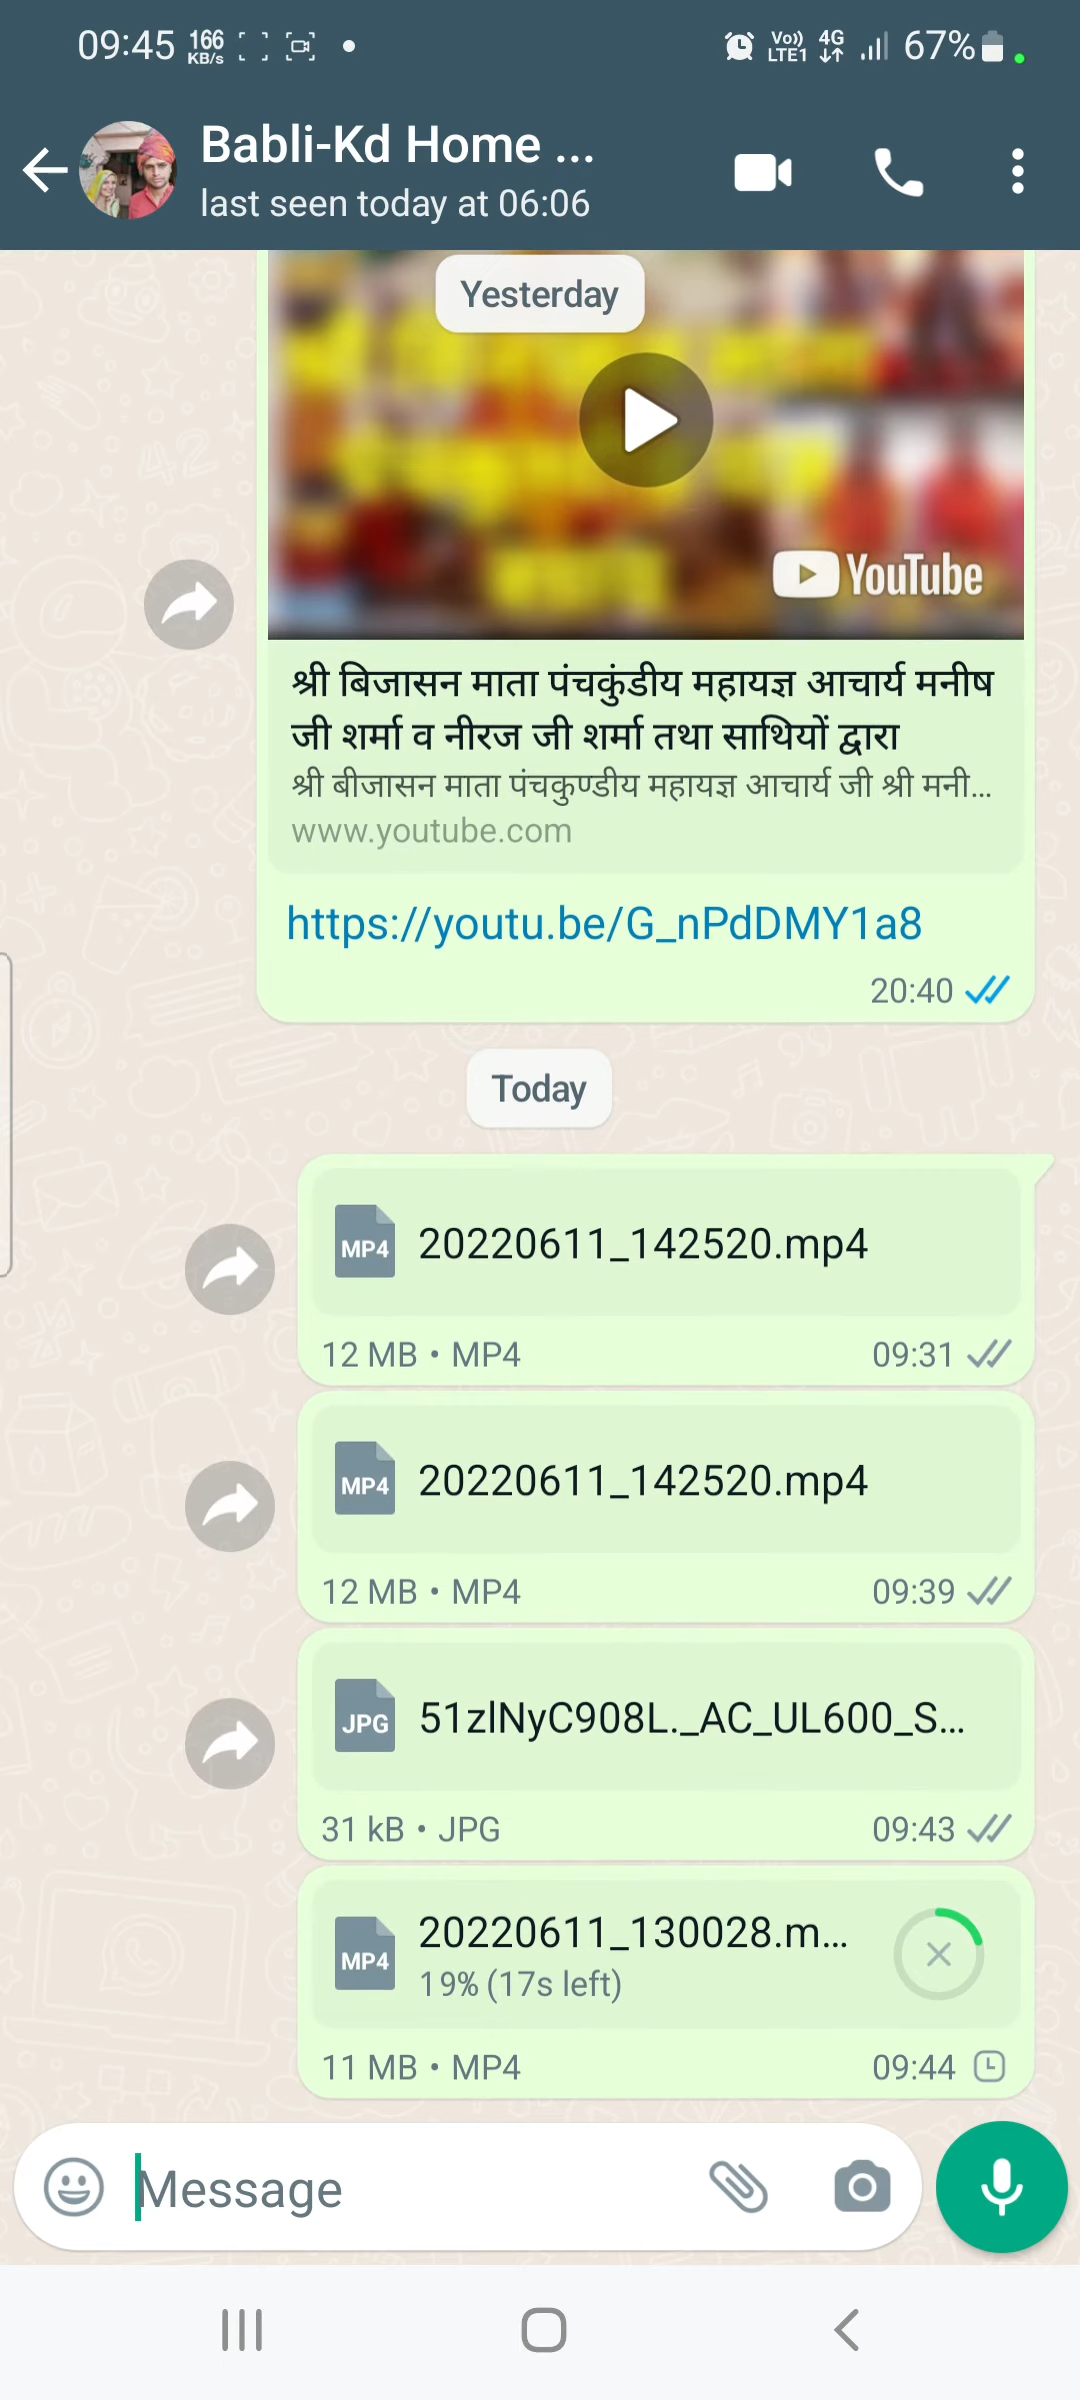 09:45 166 KB/s Vo)) LTE1 4G 67%
Babli-Kd Home ...
last seen today at 06:06
Yesterday
YouTube
श्री बिजासन माता पंचकुंडीय महायज्ञ आचार्य मनीष
जी शर्मा व नीरज जी शर्मा तथा साथियों द्वारा
श्री बीजासन माता पंचकुण्डीय महायज्ञ आचार्य जी श्री मनी...
www.youtube.com
https://youtu.be/G_nPdDMY1a8
20:40
Today
MP4 20220611_142520.mp4
12 MB • MP4 09:31
MP4 20220611_142520.mp4
12 MB • MP4 09:39
JPG 51zlNyC908L._AC_UL600_S...
31 kB • JPG 09:43
MP4 20220611_130028.m...
19% (17s left)
11 MB • MP4 09:44
Message